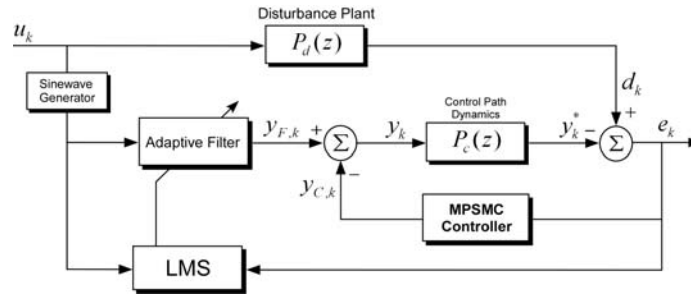 Disturbance Plant
u_k
P_d(z)
Sinewave
Generator
d_k
Control Path
Dynamics
Adaptive Filter
y_{F,k}
+
Σ
y_k
P_c(z)
y_k^*
−
+
Σ
e_k
−
y_{C,k}
MPSMC
Controller
LMS